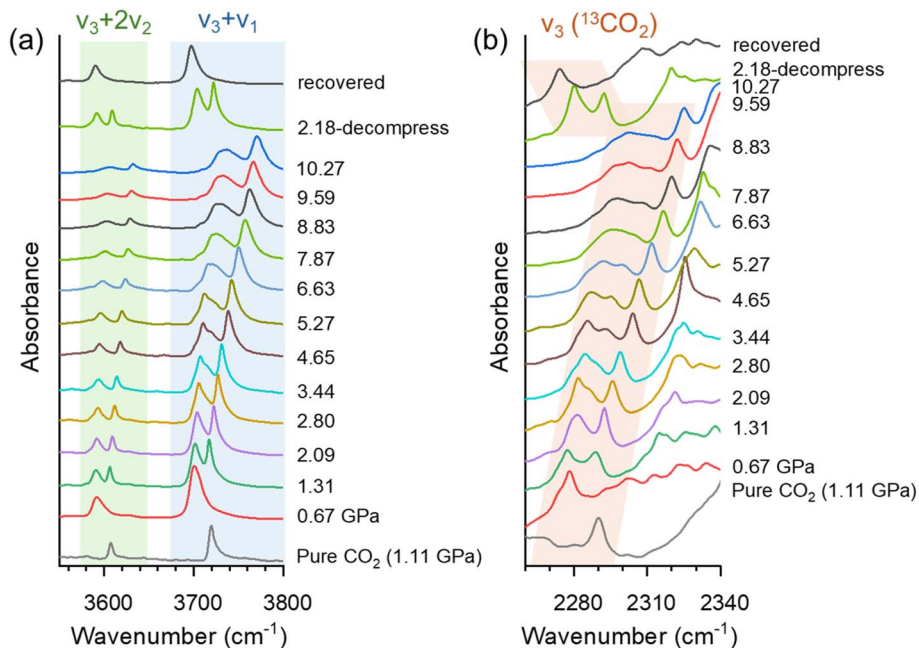 (a)
ν₃+2ν₂
ν₃+ν₁
recovered
2.18-decompress
10.27
9.59
8.83
7.87
6.63
5.27
4.65
3.44
2.80
2.09
1.31
0.67 GPa
Pure CO₂ (1.11 GPa)
Absorbance
3600
3700
3800
Wavenumber (cm⁻¹)
(b)
ν₃ (¹³CO₂)
recovered
2.18-decompress
10.27
9.59
8.83
7.87
6.63
5.27
4.65
3.44
2.80
2.09
1.31
0.67 GPa
Pure CO₂ (1.11 GPa)
Absorbance
2280
2310
2340
Wavenumber (cm⁻¹)